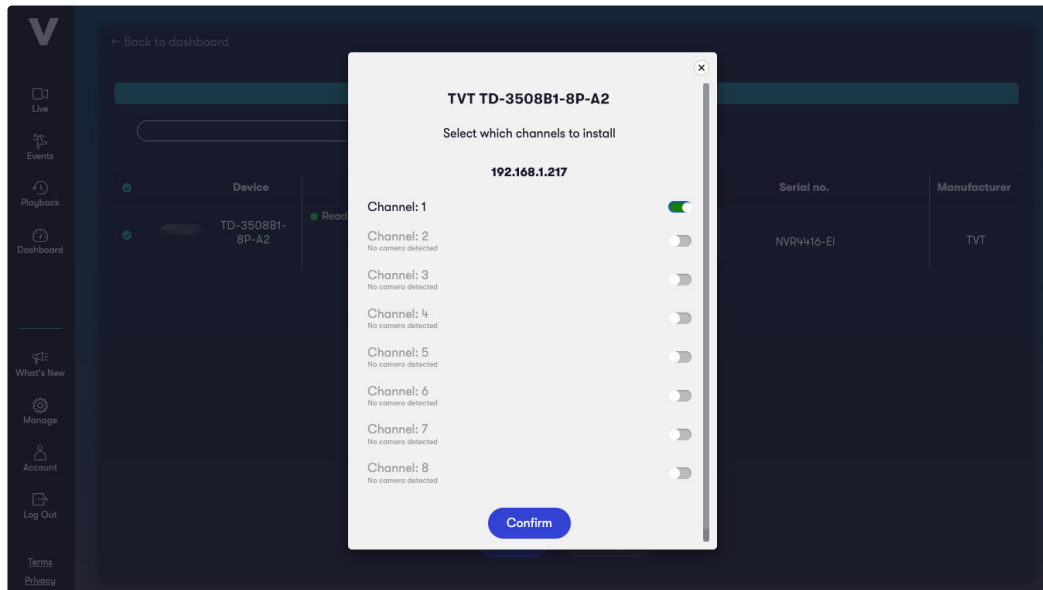 V
← Back to dashboard
Live
Events
Playback
Dashboard
What's New
Manage
Account
Log Out
Terms
Privacy
Device
Serial no.
Manufacturer
TD-3508B1-
8P-A2
Read
NVR4416-EI
TVT
TVT TD-3508B1-8P-A2
Select which channels to install
192.168.1.217
Channel: 1
Channel: 2
No camera detected
Channel: 3
No camera detected
Channel: 4
No camera detected
Channel: 5
No camera detected
Channel: 6
No camera detected
Channel: 7
No camera detected
Channel: 8
No camera detected
Confirm